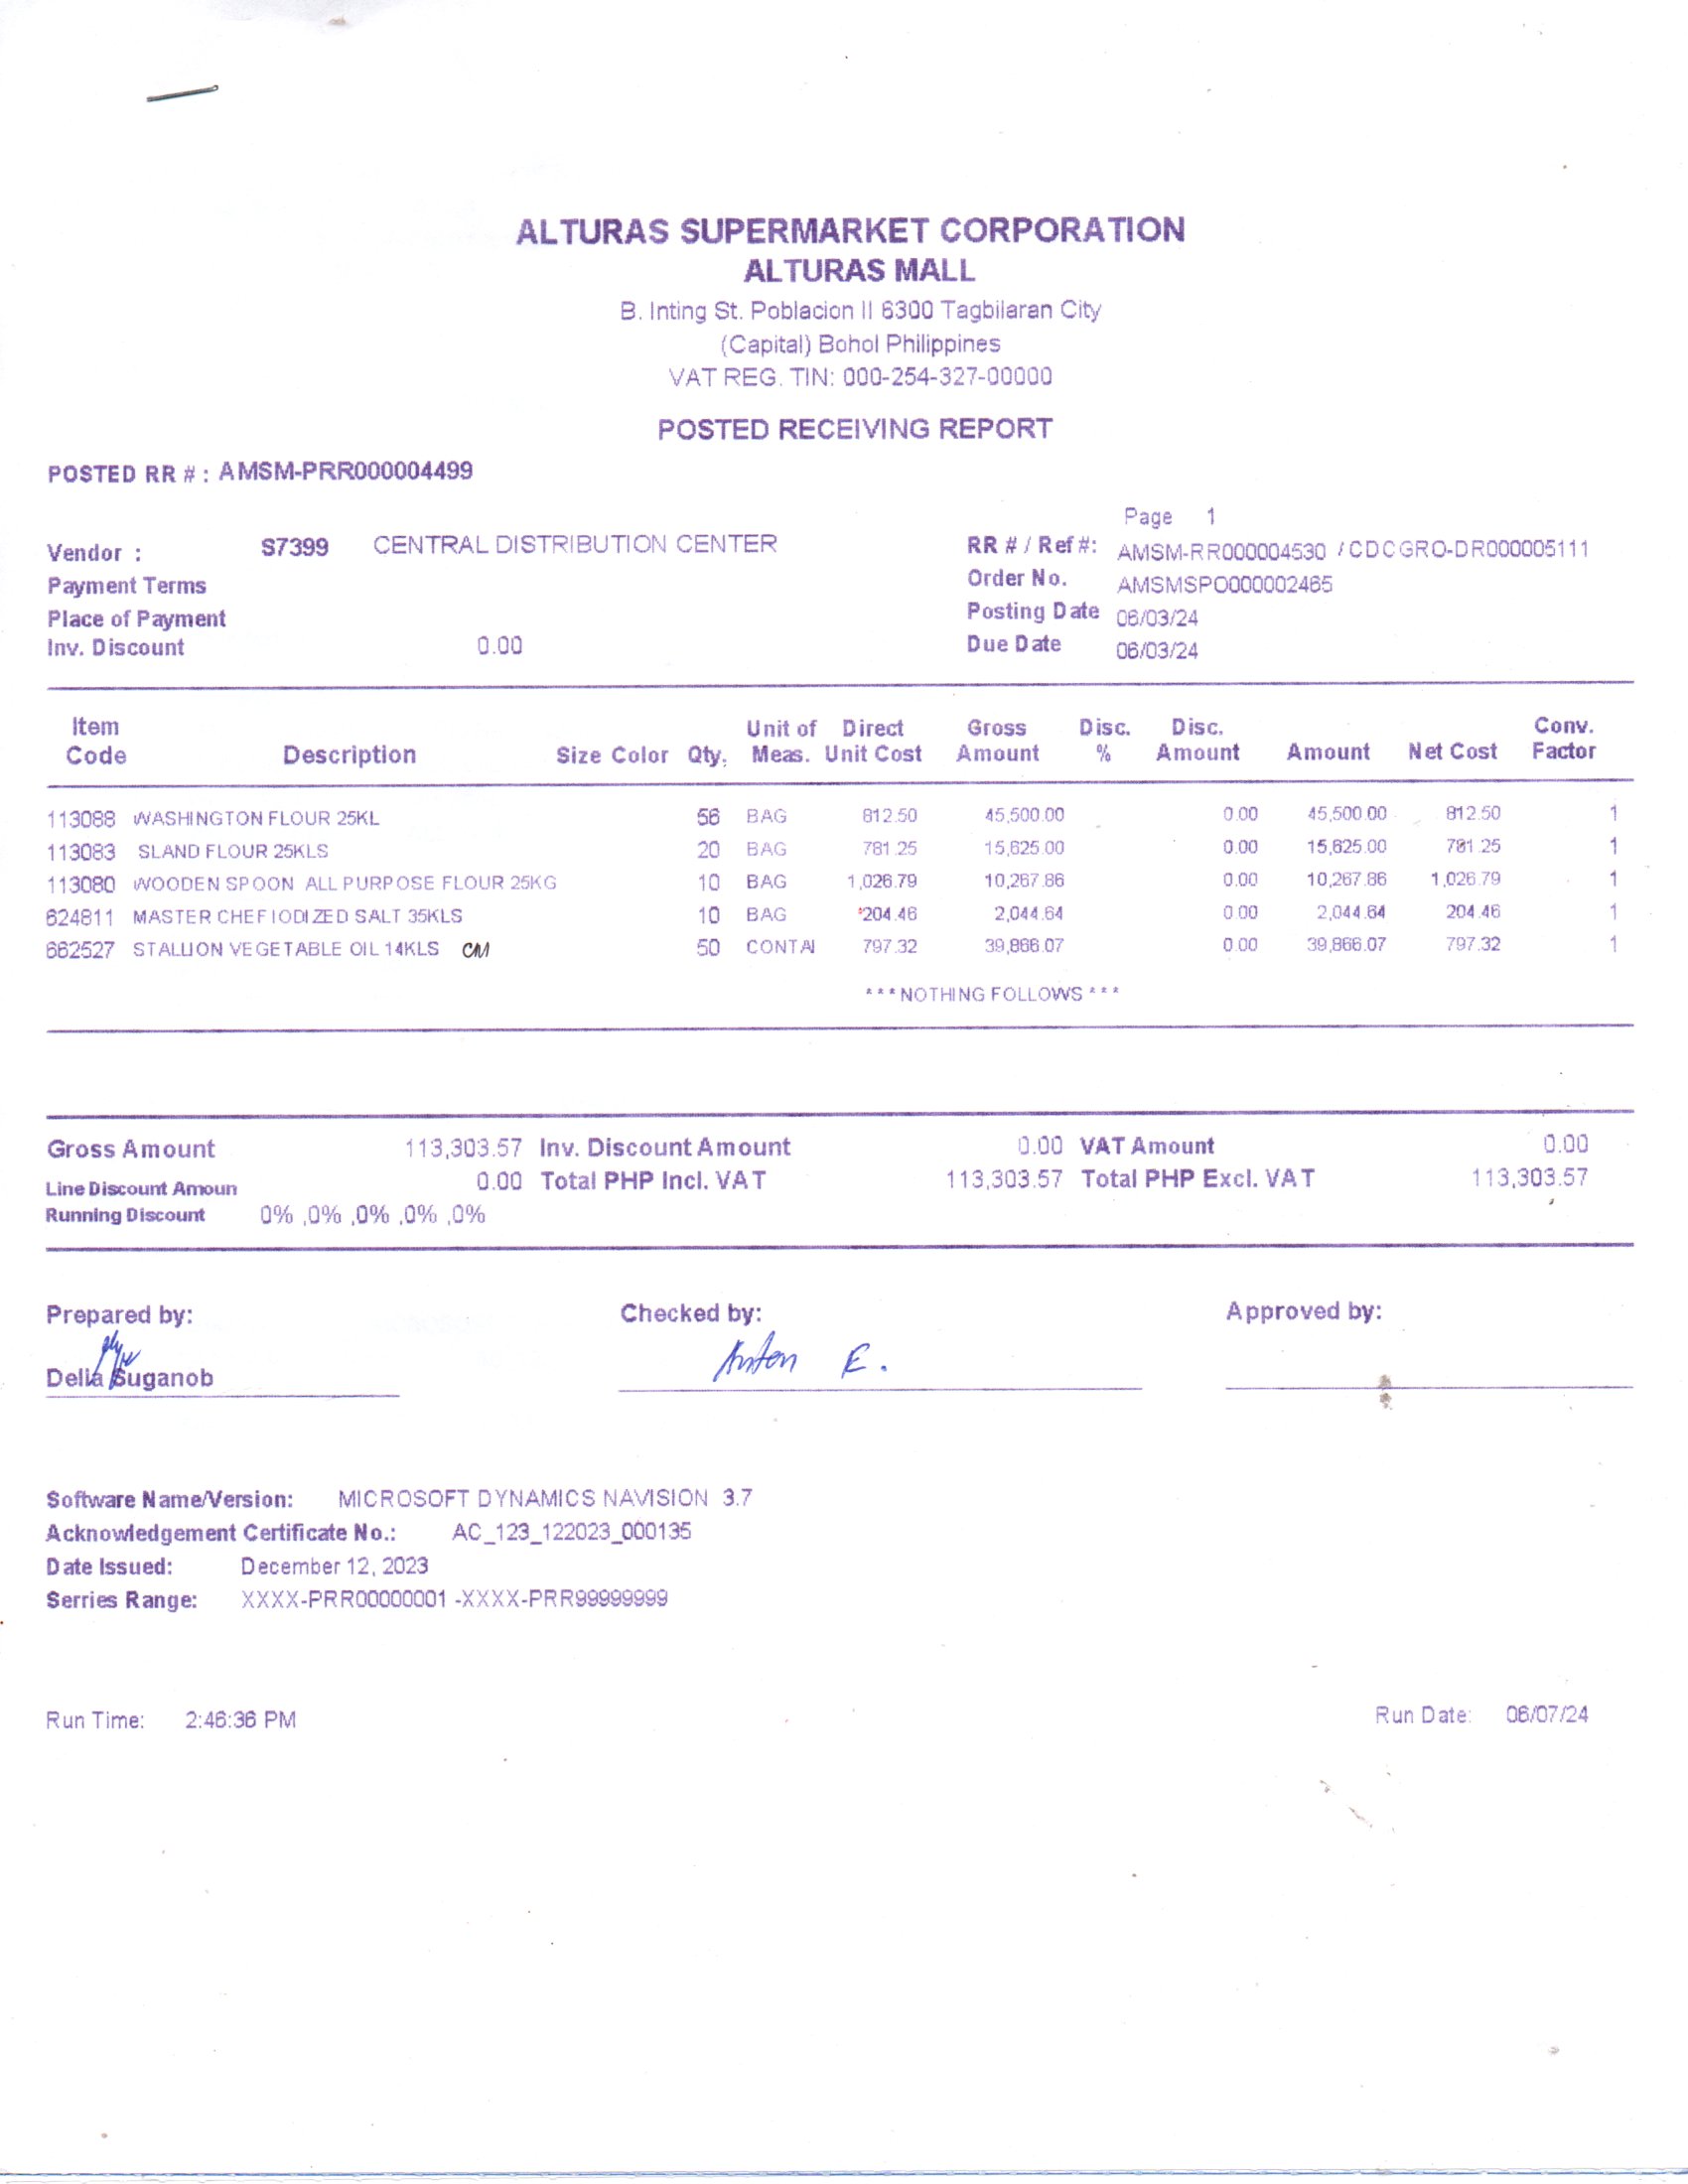 ALTURAS SUPERMARKET CORPORATION
ALTURAS MALL
B. Inting St. Poblacion II 6300 Tagbilaran City
(Capital) Bohol Philippines
VAT REG. TIN: 000-254-327-00000
POSTED RECEIVING REPORT
POSTED RR # : AMSM-PRR000004499
Page 1
Vendor : S7399 CENTRAL DISTRIBUTION CENTER RR # / Ref #: AMSM-RR000004530 / CDCGRO-DR000005111
Payment Terms Order No. AMSMSPO000002465
Place of Payment Posting Date 06/03/24
Inv. Discount 0.00 Due Date 06/03/24
Item Code Description Size Color Qty. Unit of Meas. Direct Unit Cost Gross Amount Disc. % Disc. Amount Amount Net Cost Conv. Factor
113088 WASHINGTON FLOUR 25KL 56 BAG 812.50 45,500.00 0.00 45,500.00 812.50 1
113083 SLAND FLOUR 25KLS 20 BAG 781.25 15,625.00 0.00 15,625.00 781.25 1
113080 WOODEN SPOON ALL PURPOSE FLOUR 25KG 10 BAG 1,026.79 10,267.86 0.00 10,267.86 1,026.79 1
624811 MASTER CHEF IODIZED SALT 35KLS 10 BAG 204.46 2,044.64 0.00 2,044.64 204.46 1
662527 STALLION VEGETABLE OIL 14KLS CM 50 CONTAI 797.32 39,866.07 0.00 39,866.07 797.32 1
***NOTHING FOLLOWS ***
Gross Amount 113,303.57 Inv. Discount Amount 0.00 VAT Amount 0.00
Line Discount Amoun 0.00 Total PHP Incl. VAT 113,303.57 Total PHP Excl. VAT 113,303.57
Running Discount 0% ,0% ,0% ,0% ,0%
Prepared by: Checked by: Approved by:
Delia Suganob Anton E.
Software Name/Version: MICROSOFT DYNAMICS NAVISION 3.7
Acknowledgement Certificate No.: AC_123_122023_000135
Date Issued: December 12, 2023
Serries Range: XXXX-PRR00000001 -XXXX-PRR99999999
Run Time: 2:46:36 PM Run Date: 06/07/24